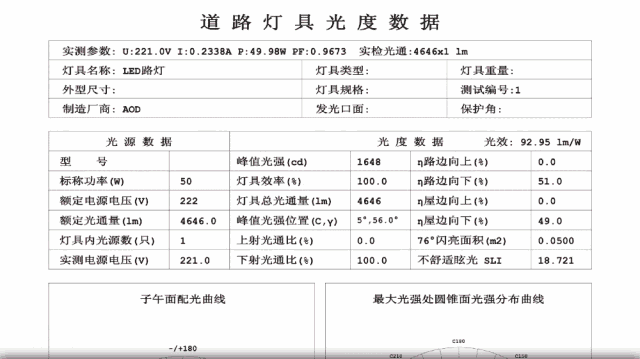 道路灯具光度数据
实测参数: U:221.0V I:0.2338A P:49.98W PF:0.9673 实检光通:4646x1 lm
灯具名称: LED路灯 灯具类型: 灯具重量:
外型尺寸: 灯具规格: 测试编号:1
制造厂商: AOD 发光口面: 保护角:
光源数据 光度数据 光效: 92.95 lm/W
型号 峰值光强(cd) 1648 η路边向上(%) 0.0
标称功率(W) 50 灯具效率(%) 100.0 η路边向下(%) 51.0
额定电源电压(V) 222 灯具总光通量(lm) 4646 η屋边向上(%) 0.0
额定光通量(lm) 4646.0 峰值光强位置(C,γ) 5°,56.0° η屋边向下(%) 49.0
灯具内光源数(只) 1 上射光通比(%) 0.0 76°闪亮面积(m2) 0.0500
实测电源电压(V) 221.0 下射光通比(%) 100.0 不舒适眩光 SLI 18.721
子午面配光曲线 最大光强处圆锥面光强分布曲线
-/+180
C180
C210